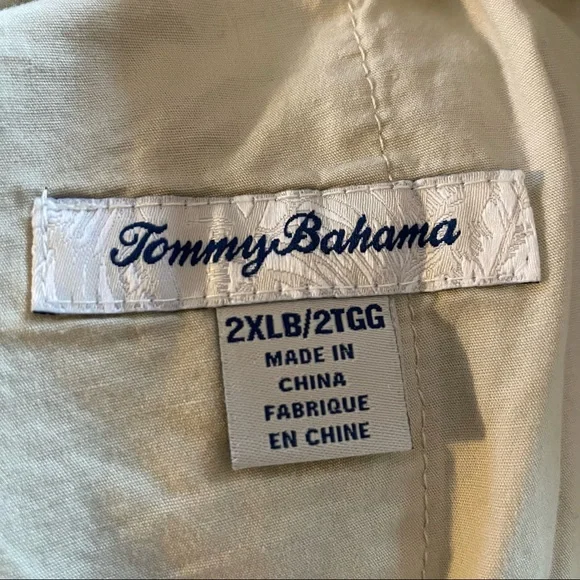 Tommy Bahama
2XLB/2TGG
MADE IN
CHINA
FABRIQUE
EN CHINE